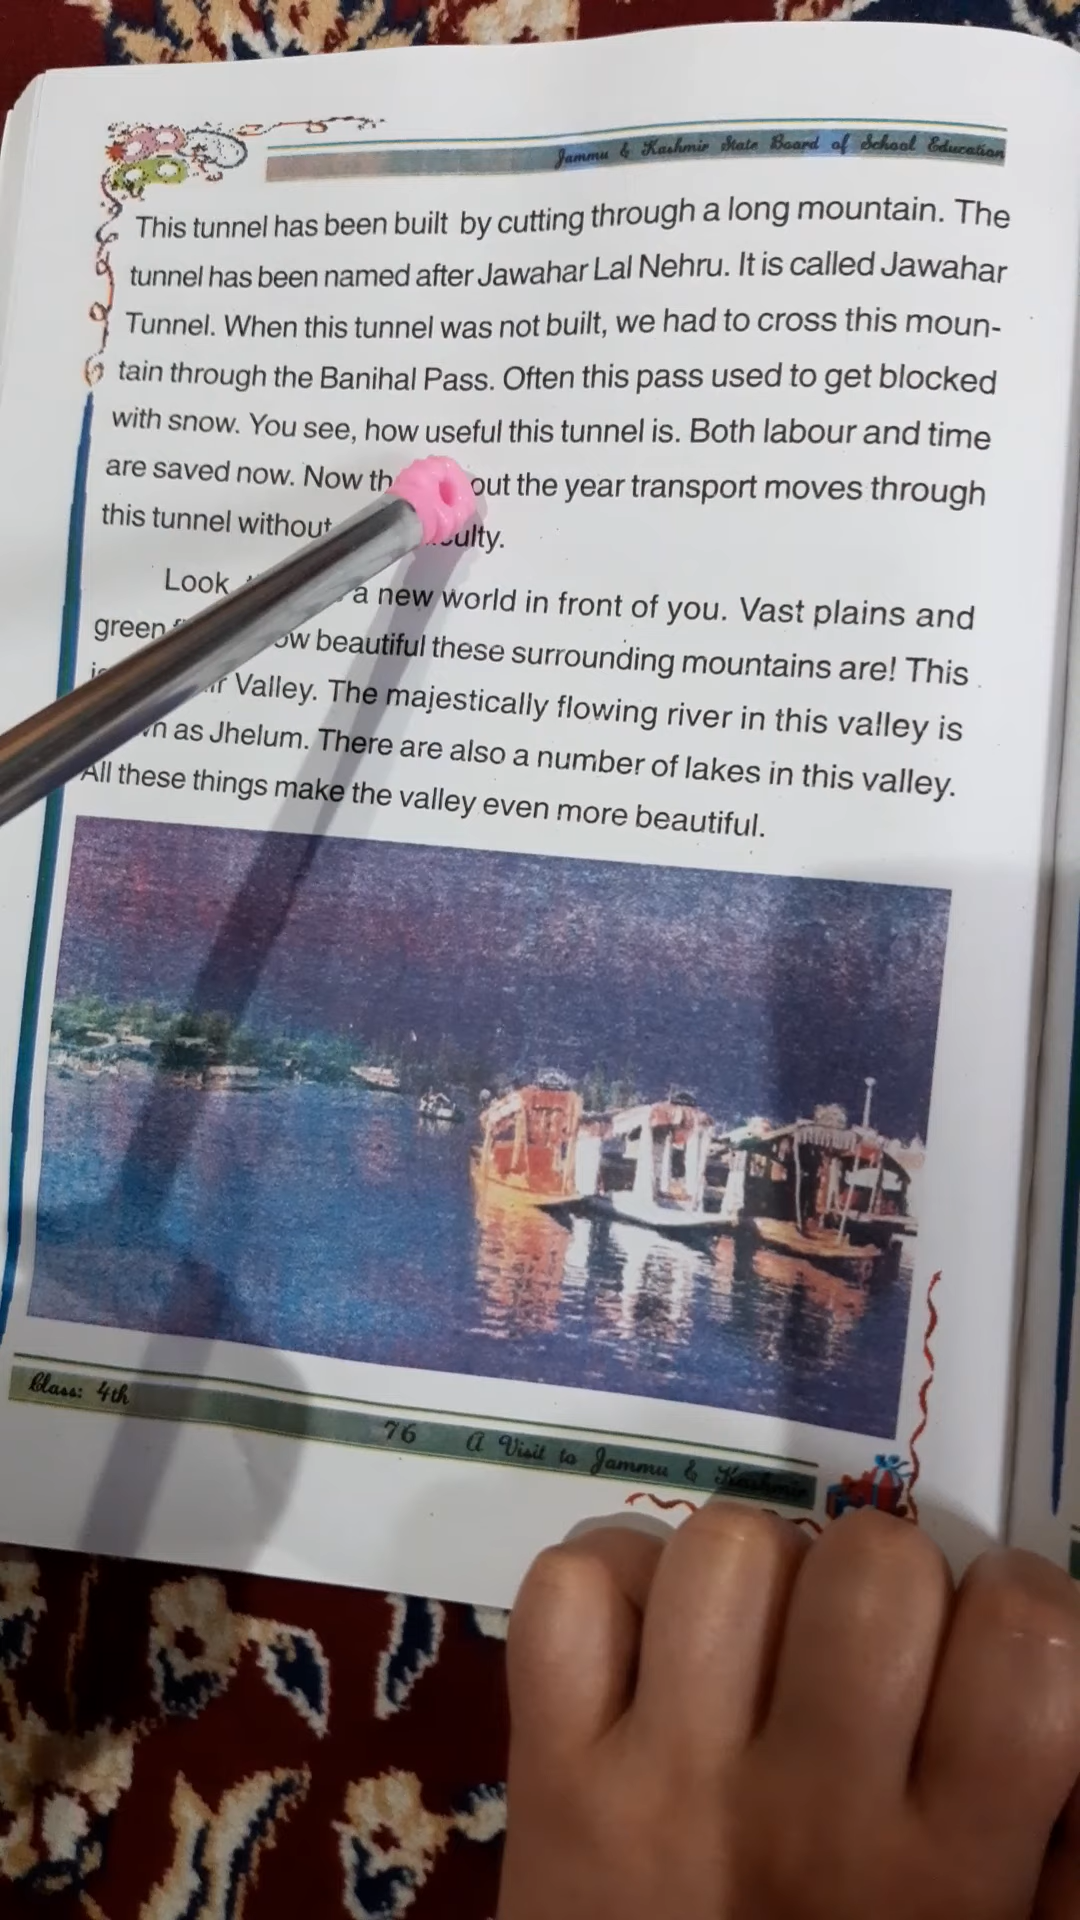 Jammu & Kashmir State Board of School Education
This tunnel has been built by cutting through a long mountain. The
tunnel has been named after Jawahar Lal Nehru. It is called Jawahar
Tunnel. When this tunnel was not built, we had to cross this moun-
tain through the Banihal Pass. Often this pass used to get blocked
with snow. You see, how useful this tunnel is. Both labour and time
are saved now. Now th out the year transport moves through
this tunnel without culty.
Look a new world in front of you. Vast plains and
green ow beautiful these surrounding mountains are! This
ir Valley. The majestically flowing river in this valley is
n as Jhelum. There are also a number of lakes in this valley.
All these things make the valley even more beautiful.
Class: 4th
76 A Visit to Jammu & Kashmir